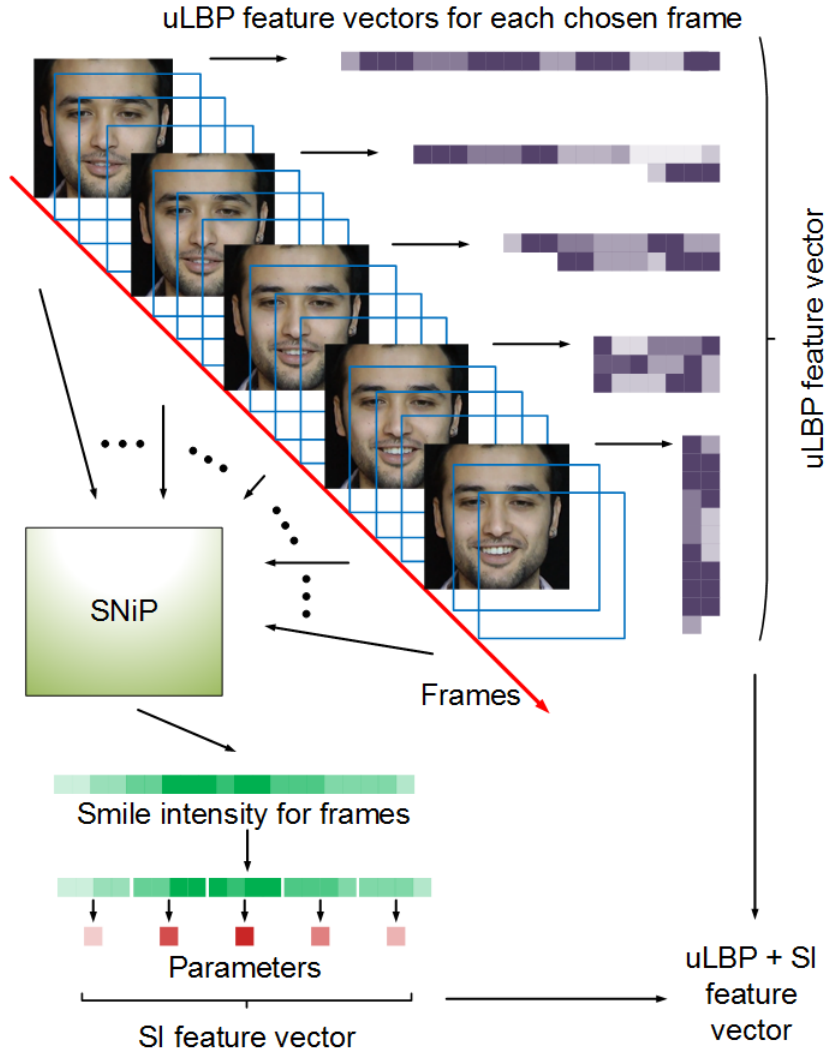 uLBP feature vectors for each chosen frame
uLBP feature vector
SNiP
Frames
Smile intensity for frames
Parameters
SI feature vector
uLBP + SI
feature
vector